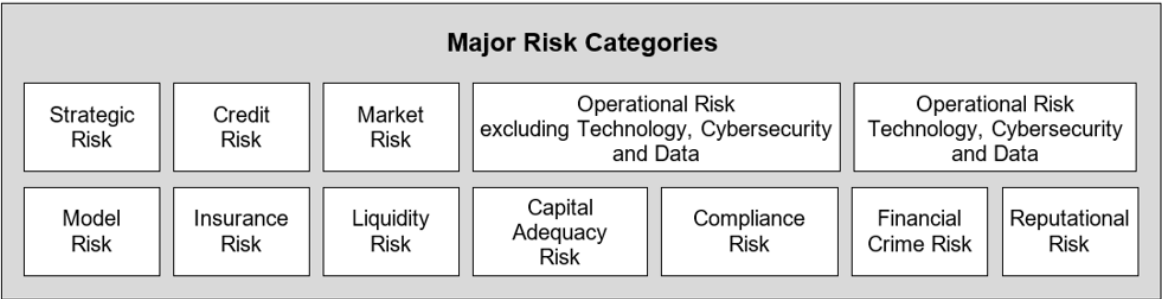 Major Risk Categories
Strategic
Risk
Credit
Risk
Market
Risk
Operational Risk
excluding Technology, Cybersecurity
and Data
Operational Risk
Technology, Cybersecurity
and Data
Model
Risk
Insurance
Risk
Liquidity
Risk
Capital
Adequacy
Risk
Compliance
Risk
Financial
Crime Risk
Reputational
Risk